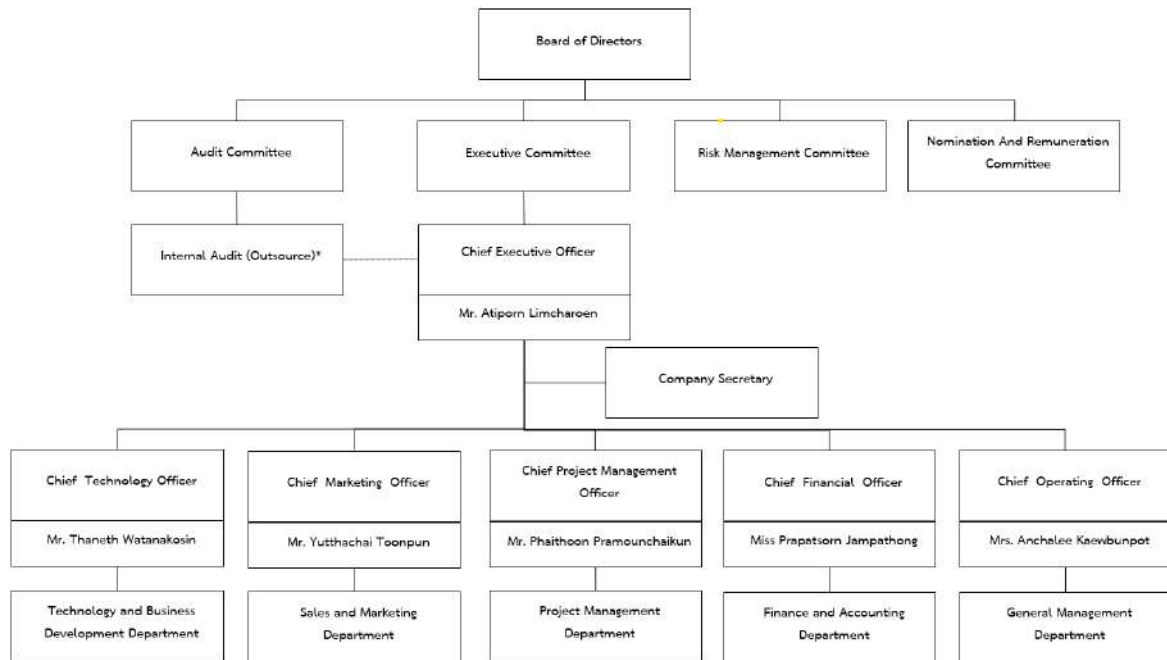 Board of Directors
Audit Committee
Executive Committee
Risk Management Committee
Nomination And Remuneration
Committee
Internal Audit (Outsource)*
Chief Executive Officer
Mr. Atiporn Limcharoen
Company Secretary
Chief Technology Officer
Mr. Thaneth Watanakosin
Chief Marketing Officer
Mr. Yutthachai Toonpun
Chief Project Management
Officer
Mr. Phaithoon Pramounchaikun
Chief Financial Officer
Miss Prapatsorn Jampathong
Chief Operating Officer
Mrs. Anchalee Kaewbunpot
Technology and Business
Development Department
Sales and Marketing
Department
Project Management
Department
Finance and Accounting
Department
General Management
Department